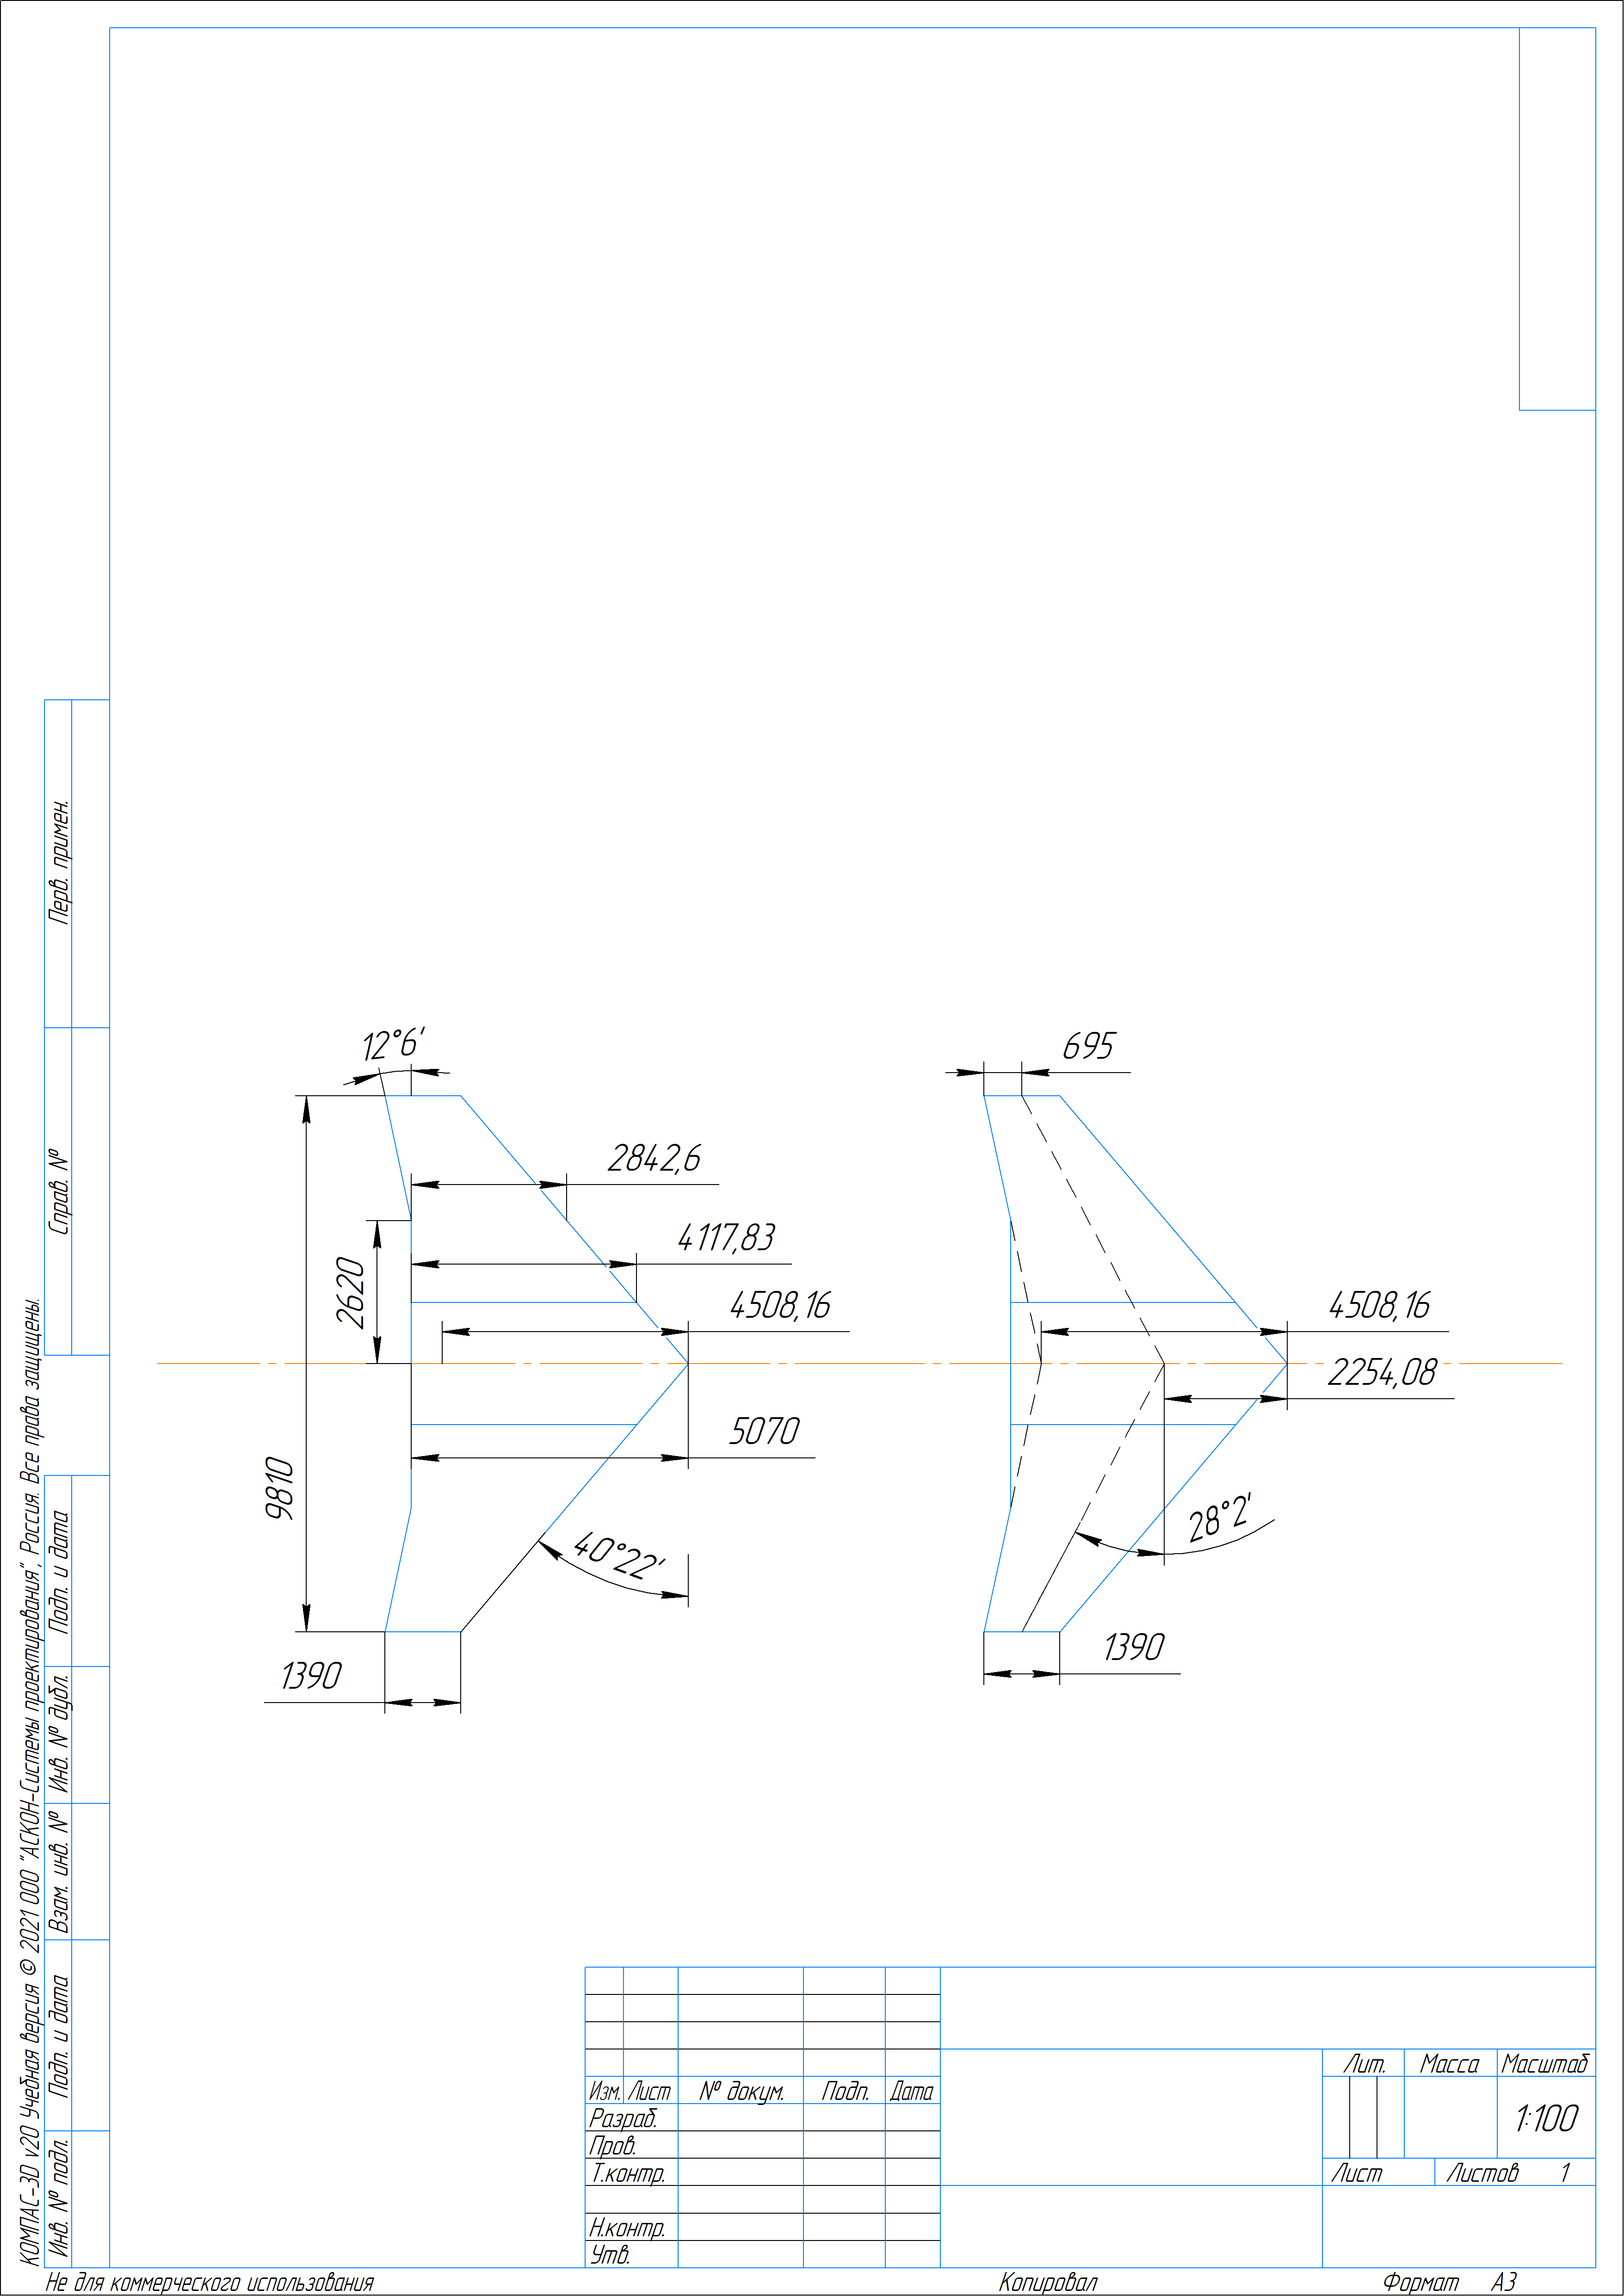 Перв. примен.
Справ. №
Подп. и дата
Инв. № дубл.
Взам. инв. №
Подп. и дата
Инв. № подл.
КОМПАС-3D v20 Учебная версия © 2021 ООО "АСКОН-Системы проектирования", Россия. Все права защищены.
12°6'
695
2842,6
4117,83
2620
4508,16
4508,16
2254,08
5070
9810
28°2'
40°22'
1390
1390
Лит. Масса Масштаб
Изм. Лист № докум. Подп. Дата
1:100
Разраб.
Пров.
Т.контр.
Лист Листов 1
Н.контр.
Утв.
Не для коммерческого использования
Копировал
Формат А3